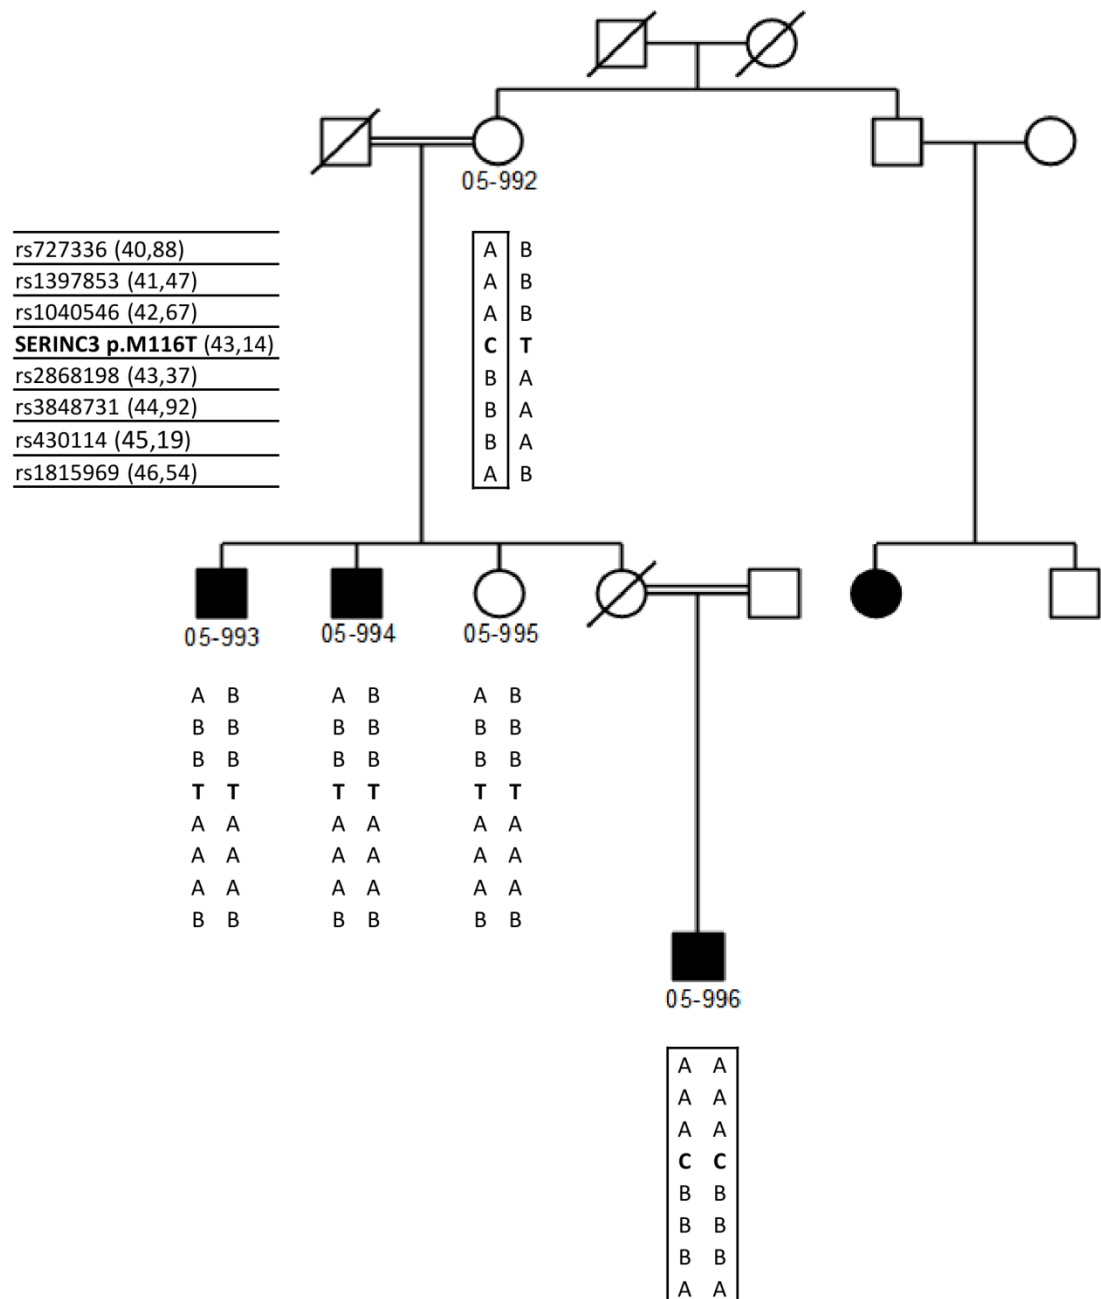 05-992
rs727336 (40,88) A B
rs1397853 (41,47) A B
rs1040546 (42,67) A B
SERINC3 p.M116T (43,14) C T
rs2868198 (43,37) B A
rs3848731 (44,92) B A
rs430114 (45,19) B A
rs1815969 (46,54) A B
05-993 05-994 05-995
A B A B A B
B B B B B B
B B B B B B
T T T T T T
A A A A A A
A A A A A A
A A A A A A
B B B B B B
05-996
A A
A A
A A
C C
B B
B B
B B
A A